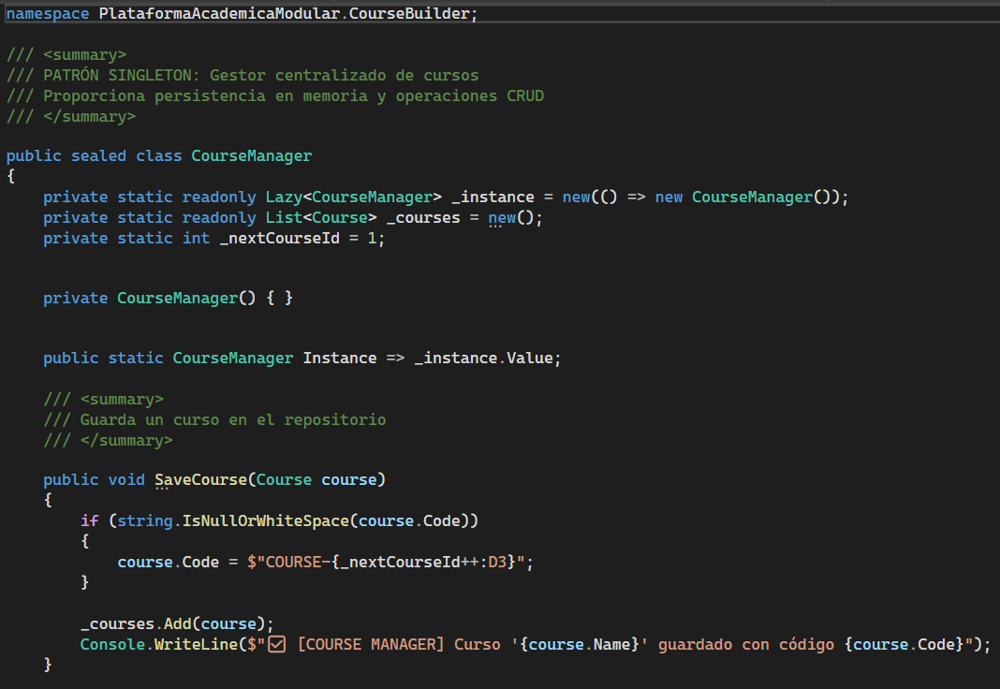 namespace PlataformaAcademicaModular.CourseBuilder;
/// <summary>
/// PATRÓN SINGLETON: Gestor centralizado de cursos
/// Proporciona persistencia en memoria y operaciones CRUD
/// </summary>
public sealed class CourseManager
{
    private static readonly Lazy<CourseManager> _instance = new(() => new CourseManager());
    private static readonly List<Course> _courses = new();
    private static int _nextCourseId = 1;
    private CourseManager() { }
    public static CourseManager Instance => _instance.Value;
    /// <summary>
    /// Guarda un curso en el repositorio
    /// </summary>
    public void SaveCourse(Course course)
    {
        if (string.IsNullOrWhiteSpace(course.Code))
        {
            course.Code = $"COURSE-{_nextCourseId++:D3}";
        }
        _courses.Add(course);
        Console.WriteLine($"☑ [COURSE MANAGER] Curso '{course.Name}' guardado con código {course.Code}");
    }